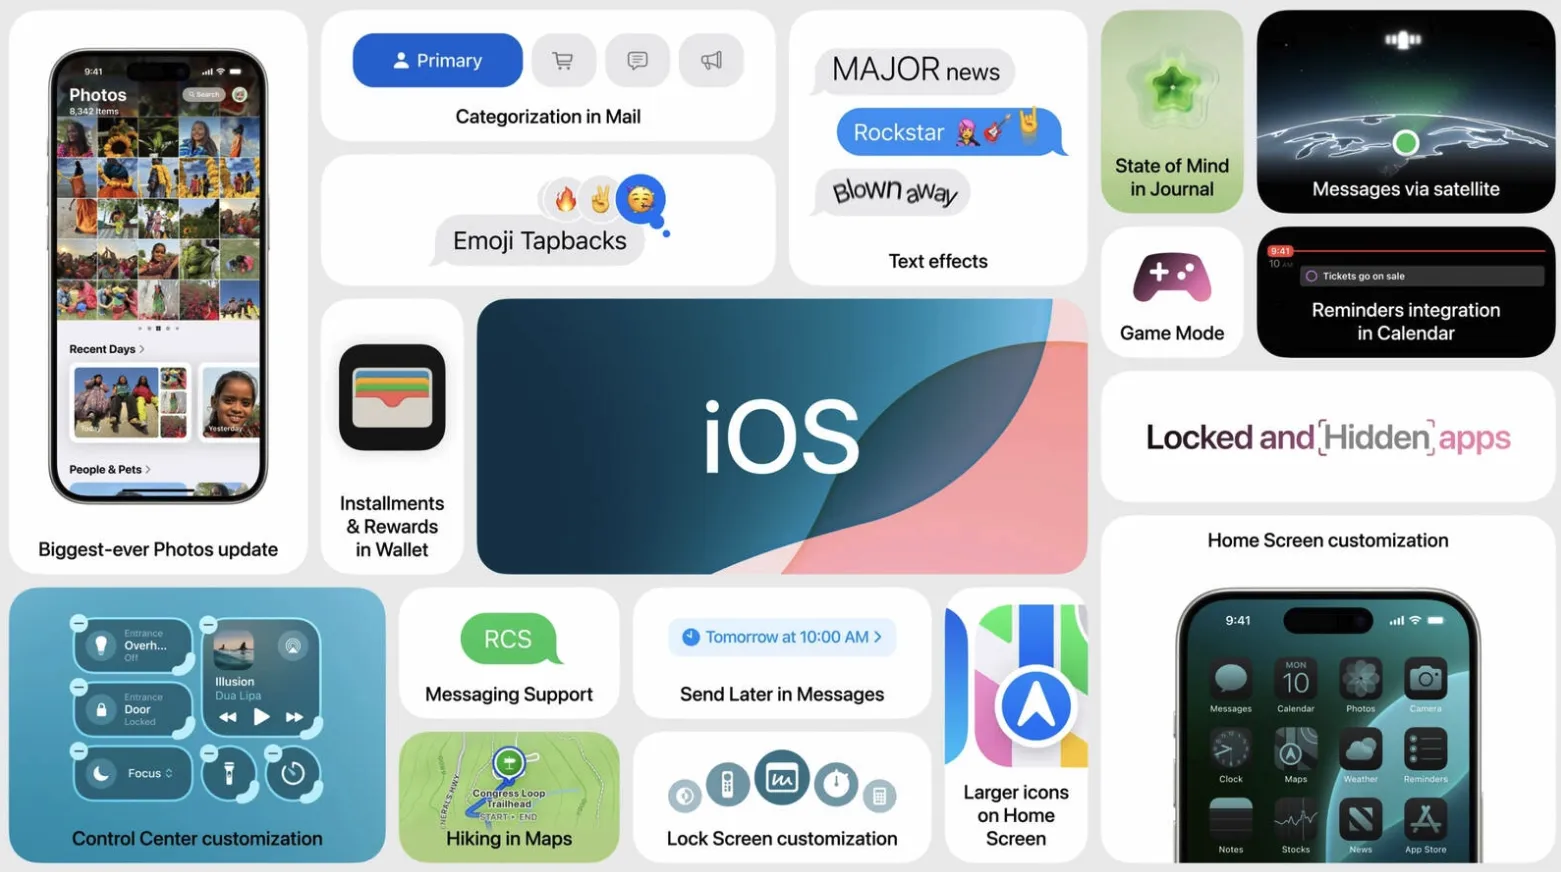 9:41
Photos
Search
8,342 Items
Recent Days >
Today
Yesterday
People & Pets >
Biggest-ever Photos update
Primary
Categorization in Mail
Emoji Tapbacks
MAJOR news
Rockstar
Blown away
Text effects
State of Mind
in Journal
Messages via satellite
Game Mode
9:41
10 AM
Tickets go on sale
Reminders integration
in Calendar
Installments
& Rewards
in Wallet
iOS
Locked and [Hidden] apps
Home Screen customization
9:41
Messages
MON
10
Calendar
Photos
Camera
Clock
Maps
Weather
Reminders
Notes
Stocks
News
App Store
Entrance
Overh...
Off
Entrance
Door
Locked
Illusion
Dua Lipa
Focus
Control Center customization
RCS
Messaging Support
Tomorrow at 10:00 AM >
Send Later in Messages
Congress Loop
Trailhead
START • END
ERALS HWY
Hiking in Maps
Lock Screen customization
Larger icons
on Home
Screen